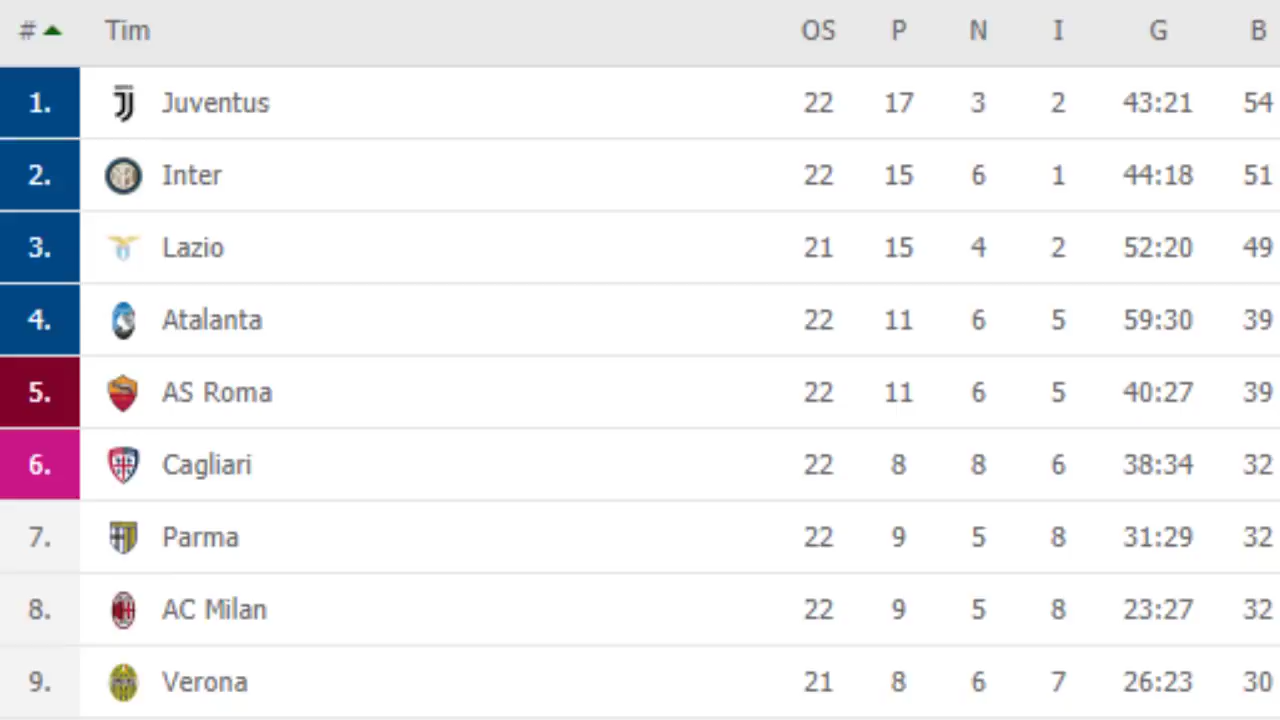 # Tim OS P N I G B
1. Juventus 22 17 3 2 43:21 54
2. Inter 22 15 6 1 44:18 51
3. Lazio 21 15 4 2 52:20 49
4. Atalanta 22 11 6 5 59:30 39
5. AS Roma 22 11 6 5 40:27 39
6. Cagliari 22 8 8 6 38:34 32
7. Parma 22 9 5 8 31:29 32
8. AC Milan 22 9 5 8 23:27 32
9. Verona 21 8 6 7 26:23 30